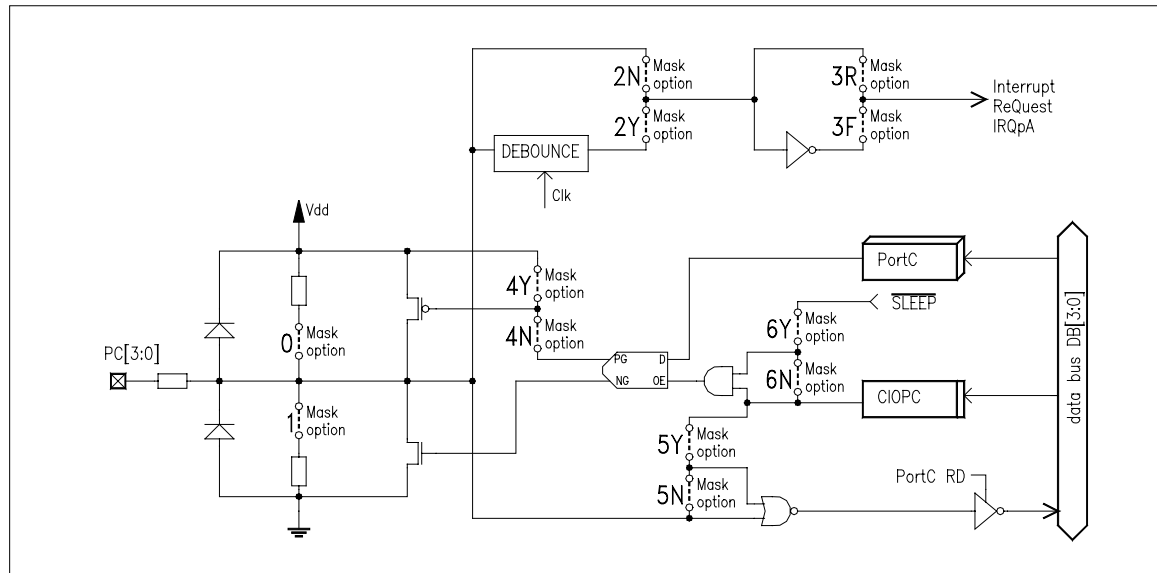 2N
Mask
option
2Y
Mask
option
3R
Mask
option
3F
Mask
option
Interrupt
ReQuest
IRQpA
DEBOUNCE
Clk
Vdd
PortC
SLEEP
4Y
Mask
option
4N
Mask
option
6Y
Mask
option
6N
Mask
option
0
Mask
option
PC[3:0]
PG
D
NG
OE
CIOPC
data bus DB[3:0]
1
Mask
option
5Y
Mask
option
5N
Mask
option
PortC RD